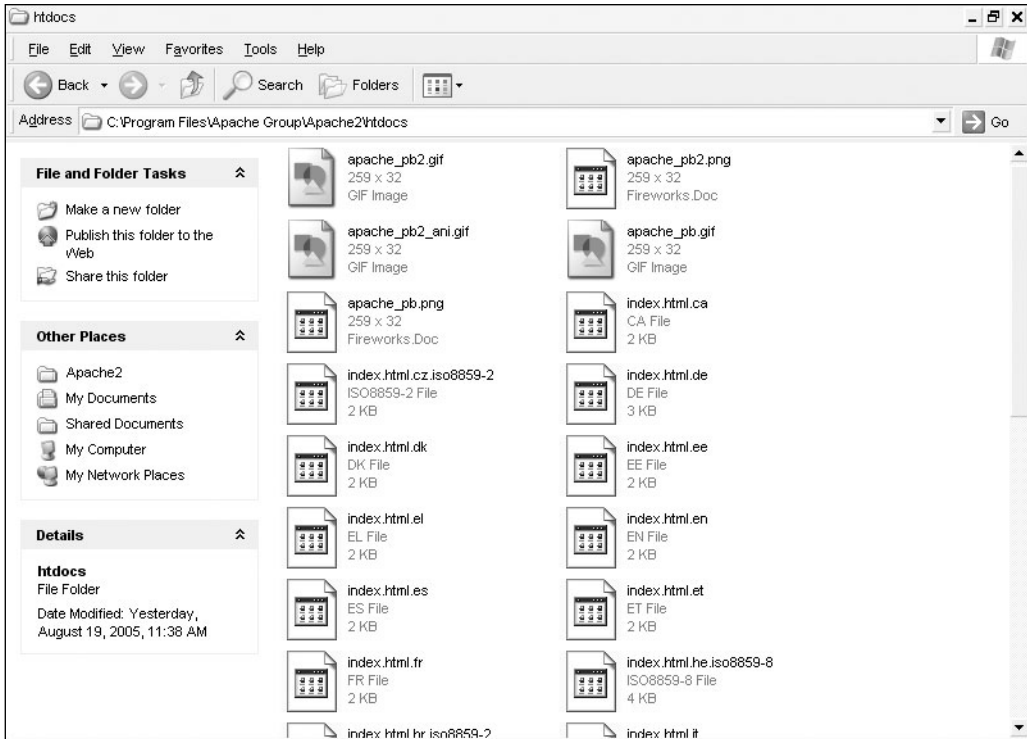 htdocs
File Edit View Favorites Tools Help
Back Search Folders
Address C:\Program Files\Apache Group\Apache2\htdocs Go
File and Folder Tasks
Make a new folder
Publish this folder to the
Web
Share this folder
Other Places
Apache2
My Documents
Shared Documents
My Computer
My Network Places
Details
htdocs
File Folder
Date Modified: Yesterday,
August 19, 2005, 11:38 AM
apache_pb2.gif
259 x 32
GIF Image
apache_pb2.png
259 x 32
Fireworks.Doc
apache_pb2_ani.gif
259 x 32
GIF Image
apache_pb.gif
259 x 32
GIF Image
apache_pb.png
259 x 32
Fireworks.Doc
index.html.ca
CA File
2 KB
index.html.cz.iso8859-2
ISO8859-2 File
2 KB
index.html.de
DE File
3 KB
index.html.dk
DK File
2 KB
index.html.ee
EE File
2 KB
index.html.el
EL File
2 KB
index.html.en
EN File
2 KB
index.html.es
ES File
2 KB
index.html.et
ET File
2 KB
index.html.fr
FR File
2 KB
index.html.he.iso8859-8
ISO8859-8 File
4 KB
index.html.hr.iso8859-2
index.html.it